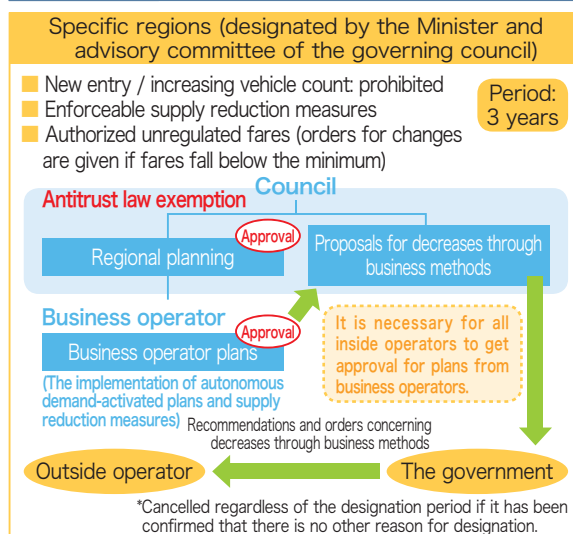 Specific regions (designated by the Minister and
advisory committee of the governing council)
■ New entry / increasing vehicle count: prohibited
■ Enforceable supply reduction measures
■ Authorized unregulated fares (orders for changes
are given if fares fall below the minimum)
Period:
3 years
Council
Antitrust law exemption
Approval
Regional planning
Proposals for decreases through
business methods
Business operator
Approval
Business operator plans
(The implementation of autonomous
demand-activated plans and supply
reduction measures)
It is necessary for all
inside operators to get
approval for plans from
business operators.
Recommendations and orders concerning
decreases through business methods
Outside operator
The government
*Cancelled regardless of the designation period if it has been
confirmed that there is no other reason for designation.